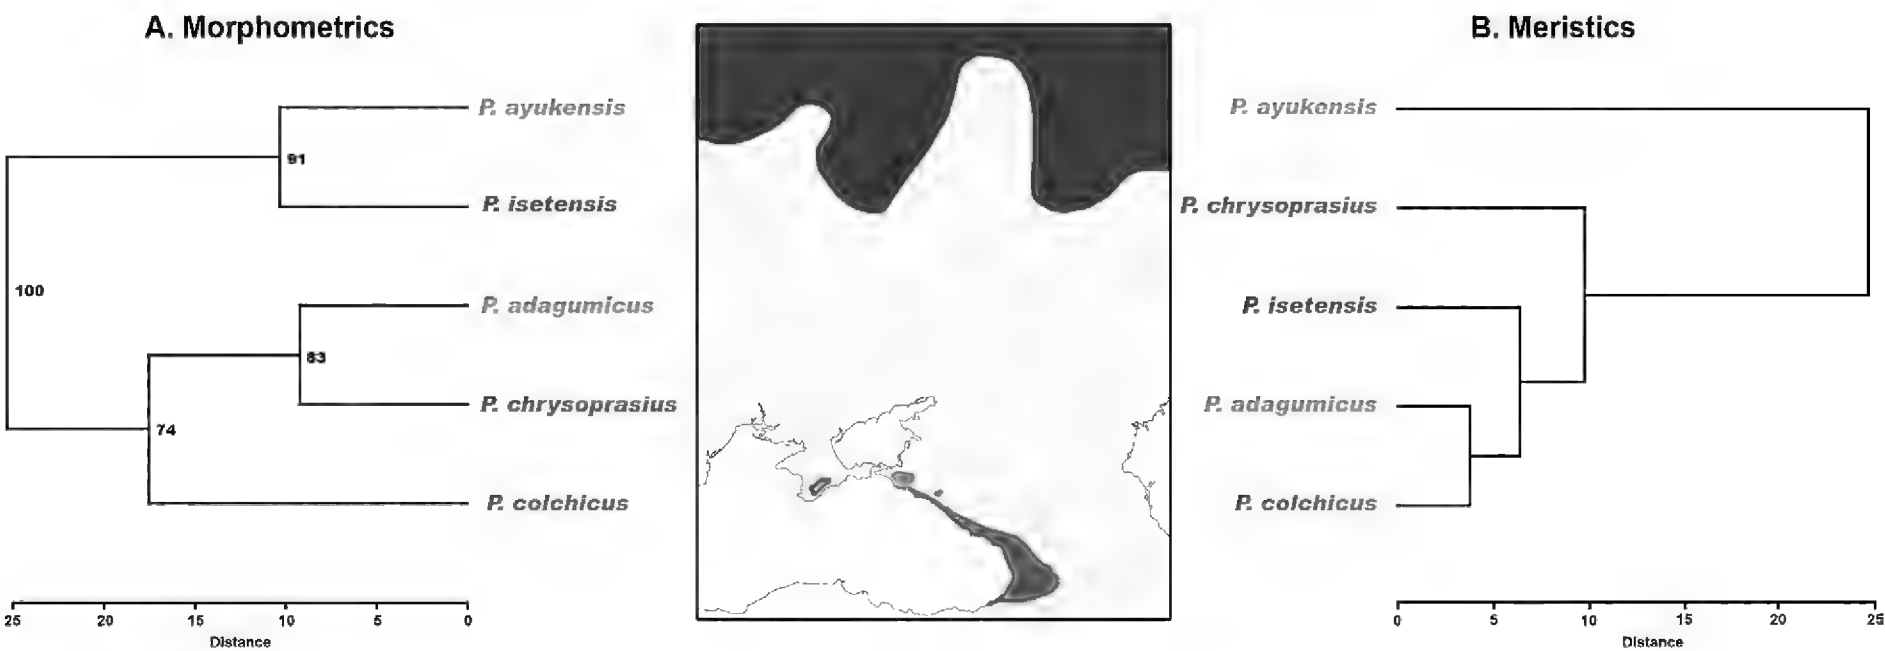 A. Morphometrics
P. ayukensis
91
P. isetensis
100
P. adagumicus
83
P. chrysoprasius
74
P. colchicus
25 20 15 10 5 0
Distance
B. Meristics
P. ayukensis
P. chrysoprasius
P. isetensis
P. adagumicus
P. colchicus
0 5 10 15 20 25
Distance